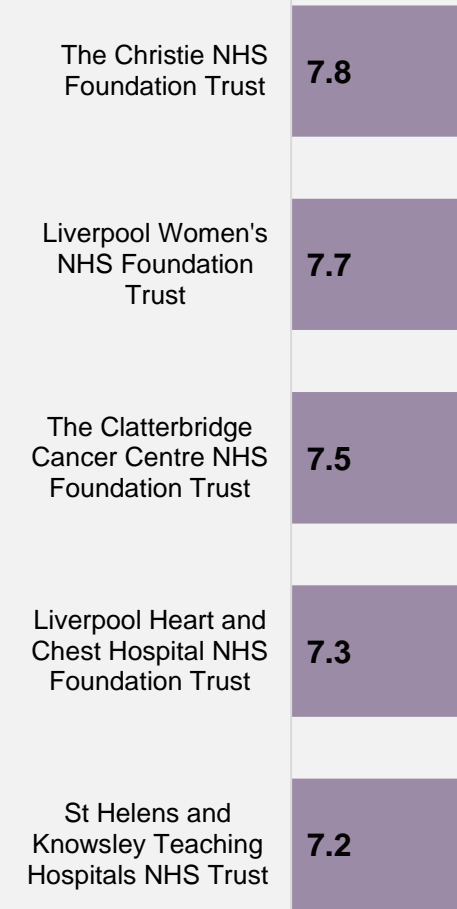 The Christie NHS
Foundation Trust
7.8
Liverpool Women's
NHS Foundation
Trust
7.7
The Clatterbridge
Cancer Centre NHS
Foundation Trust
7.5
Liverpool Heart and
Chest Hospital NHS
Foundation Trust
7.3
St Helens and
Knowsley Teaching
Hospitals NHS Trust
7.2